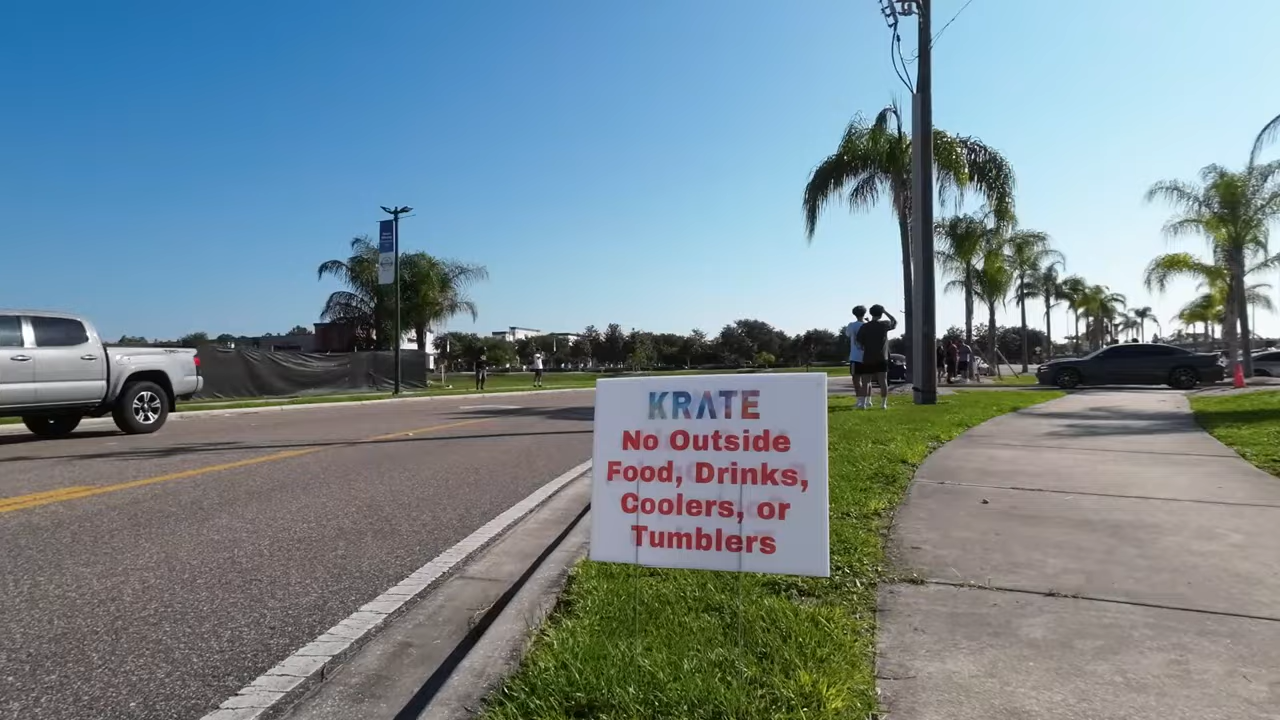 KRATE
No Outside
Food, Drinks,
Coolers, or
Tumblers